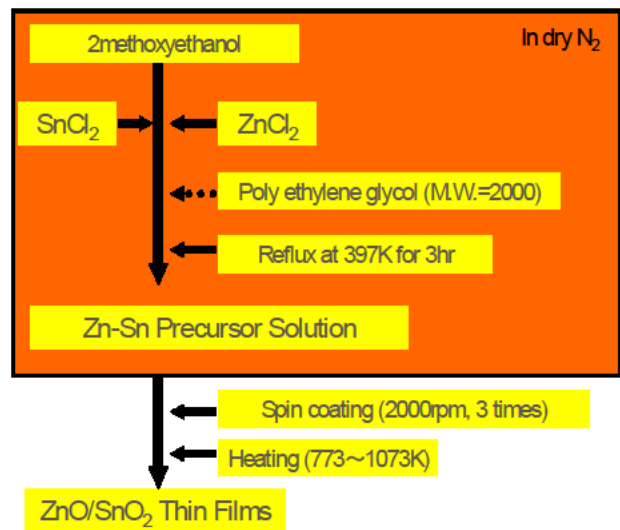 2methoxyethanol
In dry N₂
SnCl₂
ZnCl₂
Poly ethylene glycol (M.W.=2000)
Reflux at 397K for 3hr
Zn-Sn Precursor Solution
Spin coating (2000rpm, 3 times)
Heating (773～1073K)
ZnO/SnO₂ Thin Films